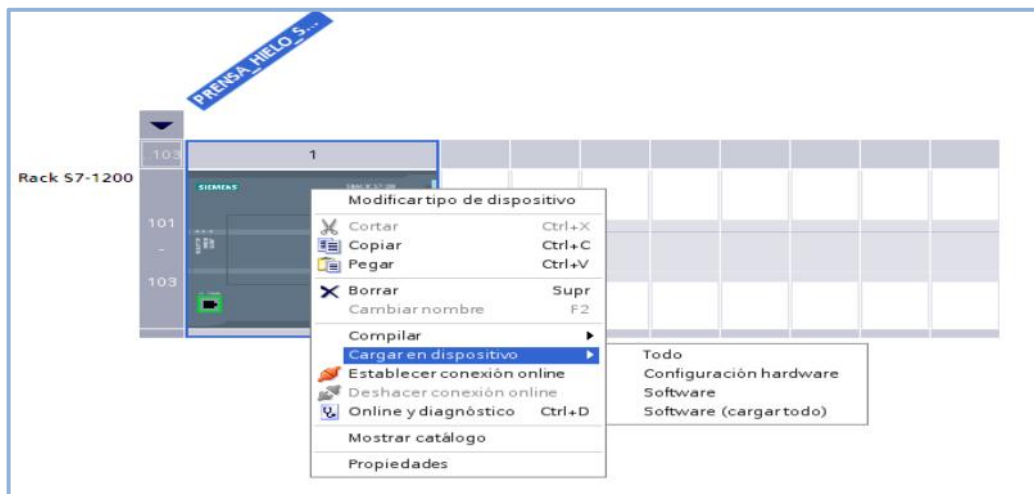 PRENSA_HIELO_S...
..103
1
Rack S7-1200
SIEMENS
101
-
103
Modificar tipo de dispositivo
Cortar Ctrl+X
Copiar Ctrl+C
Pegar Ctrl+V
Borrar Supr
Cambiar nombre F2
Compilar
Cargar en dispositivo
Establecer conexión online
Deshacer conexión online
Online y diagnóstico Ctrl+D
Mostrar catálogo
Propiedades
Todo
Configuración hardware
Software
Software (cargar todo)